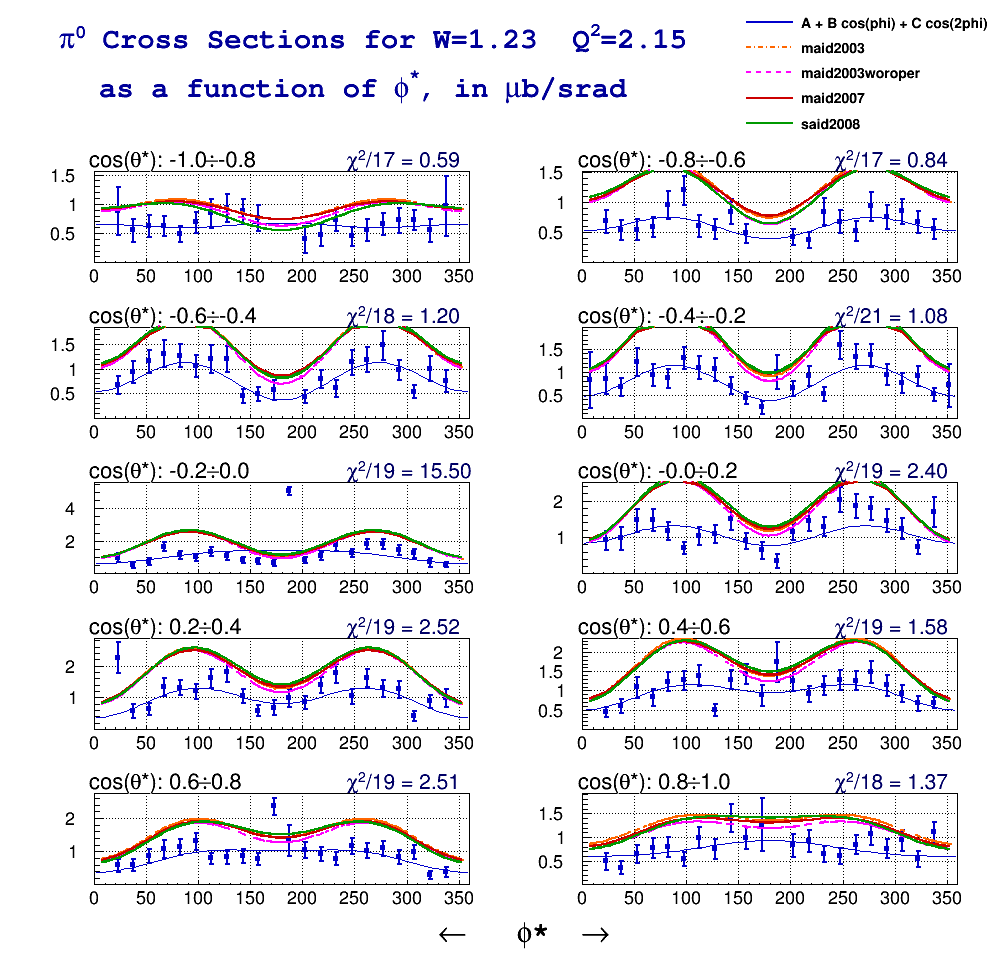 π⁰ Cross Sections for W=1.23 Q²=2.15
as a function of ϕ*, in μb/srad
A + B cos(phi) + C cos(2phi)
maid2003
maid2003woroper
maid2007
said2008
cos(θ*): -1.0÷-0.8 χ²/17 = 0.59
1.5
1
0.5
0 50 100 150 200 250 300 350
cos(θ*): -0.8÷-0.6 χ²/17 = 0.84
1.5
1
0.5
0 50 100 150 200 250 300 350
cos(θ*): -0.6÷-0.4 χ²/18 = 1.20
1.5
1
0.5
0 50 100 150 200 250 300 350
cos(θ*): -0.4÷-0.2 χ²/21 = 1.08
1.5
1
0.5
0 50 100 150 200 250 300 350
cos(θ*): -0.2÷0.0 χ²/19 = 15.50
4
2
0 50 100 150 200 250 300 350
cos(θ*): -0.0÷0.2 χ²/19 = 2.40
2
1
0 50 100 150 200 250 300 350
cos(θ*): 0.2÷0.4 χ²/19 = 2.52
2
1
0 50 100 150 200 250 300 350
cos(θ*): 0.4÷0.6 χ²/19 = 1.58
2
1.5
1
0.5
0 50 100 150 200 250 300 350
cos(θ*): 0.6÷0.8 χ²/19 = 2.51
2
1
0 50 100 150 200 250 300 350
cos(θ*): 0.8÷1.0 χ²/18 = 1.37
1.5
1
0.5
0 50 100 150 200 250 300 350
← ϕ* →